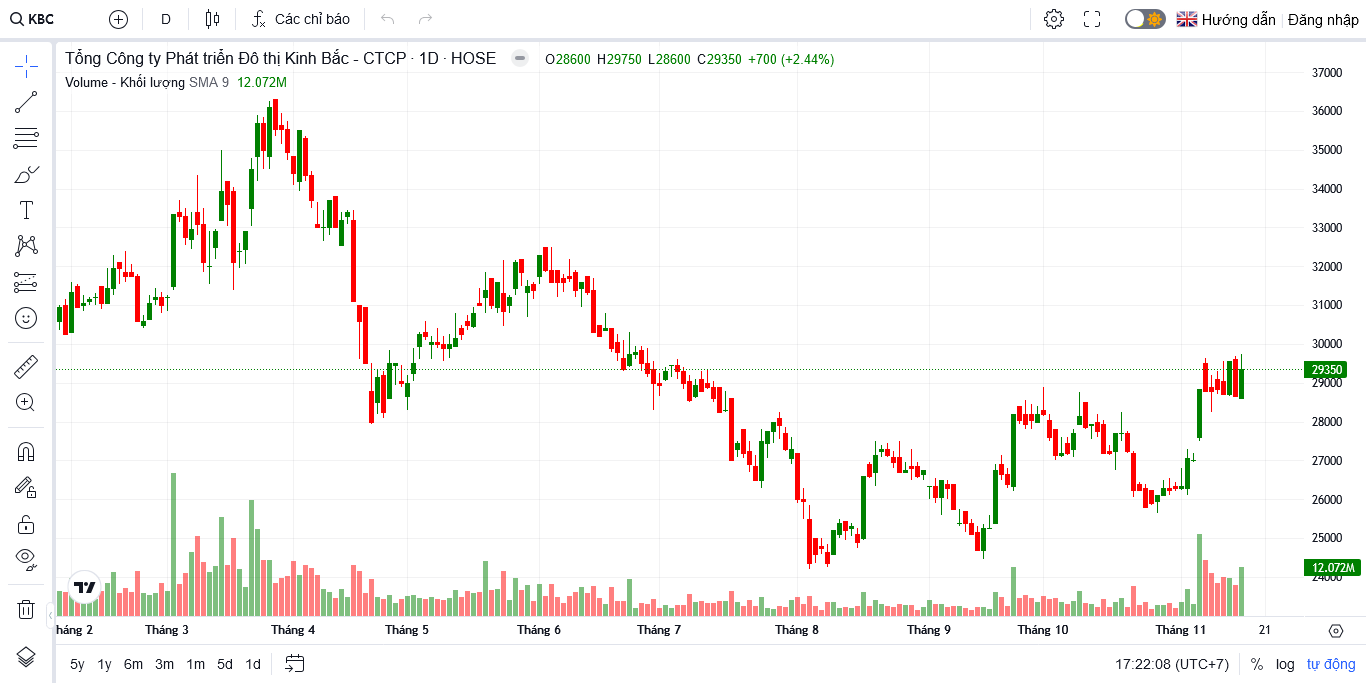 KBC D Các chỉ báo Hướng dẫn Đăng nhập
Tổng Công ty Phát triển Đô thị Kinh Bắc - CTCP · 1D · HOSE O28600 H29750 L28600 C29350 +700 (+2.44%)
Volume - Khối lượng SMA 9 12.072M
37000
36000
35000
34000
33000
32000
31000
30000
29350
29000
28000
27000
26000
25000
12.072M
24000
háng 2 Tháng 3 Tháng 4 Tháng 5 Tháng 6 Tháng 7 Tháng 8 Tháng 9 Tháng 10 Tháng 11 21
5y 1y 6m 3m 1m 5d 1d 17:22:08 (UTC+7) % log tự động